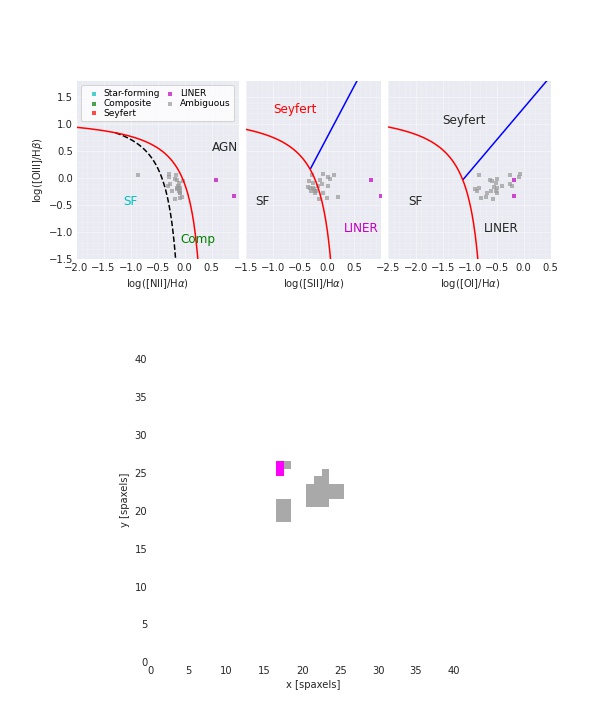 Star-forming LINER
Composite Ambiguous
Seyfert
log([OIII]/Hβ)
1.5
1.0
0.5
0.0
−0.5
−1.0
−1.5
AGN
SF
Comp
Seyfert
SF
LINER
Seyfert
SF
LINER
−2.0 −1.5 −1.0 −0.5 0.0 0.5
−1.0 −0.5 0.0 0.5
−2.5 −2.0 −1.5 −1.0 −0.5 0.0 0.5
log([NII]/Hα)
log([SII]/Hα)
log([OI]/Hα)
40
35
30
25
20
15
10
5
0
y [spaxels]
0 5 10 15 20 25 30 35 40
x [spaxels]